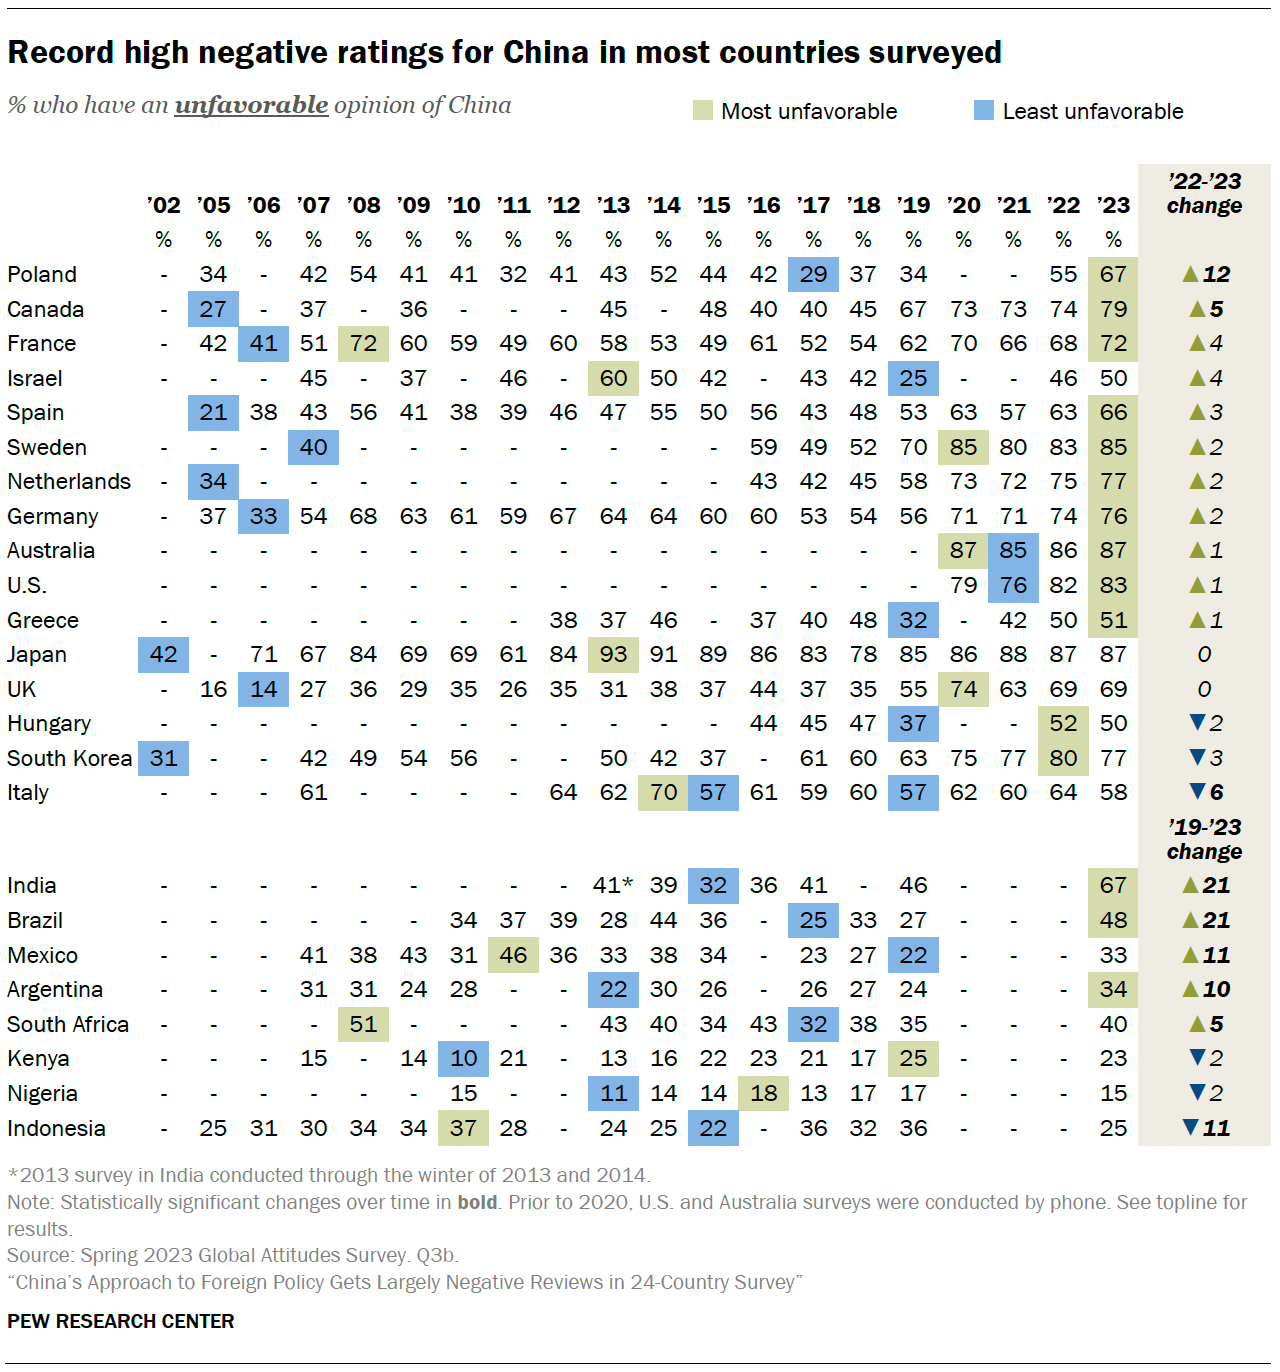 Record high negative ratings for China in most countries surveyed
% who have an unfavorable opinion of China
Most unfavorable Least unfavorable
’22-’23
change
’02 ’05 ’06 ’07 ’08 ’09 ’10 ’11 ’12 ’13 ’14 ’15 ’16 ’17 ’18 ’19 ’20 ’21 ’22 ’23
% % % % % % % % % % % % % % % % % % % %
Poland - 34 - 42 54 41 41 32 41 43 52 44 42 29 37 34 - - 55 67 ▲12
Canada - 27 - 37 - 36 - - - 45 - 48 40 40 45 67 73 73 74 79 ▲5
France - 42 41 51 72 60 59 49 60 58 53 49 61 52 54 62 70 66 68 72 ▲4
Israel - - - 45 - 37 - 46 - 60 50 42 - 43 42 25 - - 46 50 ▲4
Spain - 21 38 43 56 41 38 39 46 47 55 50 56 43 48 53 63 57 63 66 ▲3
Sweden - - - 40 - - - - - - - - 59 49 52 70 85 80 83 85 ▲2
Netherlands - 34 - - - - - - - - - - 43 42 45 58 73 72 75 77 ▲2
Germany - 37 33 54 68 63 61 59 67 64 64 60 60 53 54 56 71 71 74 76 ▲2
Australia - - - - - - - - - - - - - - - - 87 85 86 87 ▲1
U.S. - - - - - - - - - - - - - - - - 79 76 82 83 ▲1
Greece - - - - - - - - 38 37 46 - 37 40 48 32 - 42 50 51 ▲1
Japan 42 - 71 67 84 69 69 61 84 93 91 89 86 83 78 85 86 88 87 87 0
UK - 16 14 27 36 29 35 26 35 31 38 37 44 37 35 55 74 63 69 69 0
Hungary - - - - - - - - - - - - 44 45 47 37 - - 52 50 ▼2
South Korea 31 - - 42 49 54 56 - - 50 42 37 - 61 60 63 75 77 80 77 ▼3
Italy - - - 61 - - - - 64 62 70 57 61 59 60 57 62 60 64 58 ▼6
’19-’23
change
India - - - - - - - - - 41* 39 32 36 41 - 46 - - - 67 ▲21
Brazil - - - - - - 34 37 39 28 44 36 - 25 33 27 - - - 48 ▲21
Mexico - - - 41 38 43 31 46 36 33 38 34 - 23 27 22 - - - 33 ▲11
Argentina - - - 31 31 24 28 - - 22 30 26 - 26 27 24 - - - 34 ▲10
South Africa - - - - 51 - - - - 43 40 34 43 32 38 35 - - - 40 ▲5
Kenya - - - 15 - 14 10 21 - 13 16 22 23 21 17 25 - - - 23 ▼2
Nigeria - - - - - - 15 - - 11 14 14 18 13 17 17 - - - 15 ▼2
Indonesia - 25 31 30 34 34 37 28 - 24 25 22 - 36 32 36 - - - 25 ▼11
*2013 survey in India conducted through the winter of 2013 and 2014.
Note: Statistically significant changes over time in bold. Prior to 2020, U.S. and Australia surveys were conducted by phone. See topline for
results.
Source: Spring 2023 Global Attitudes Survey. Q3b.
“China’s Approach to Foreign Policy Gets Largely Negative Reviews in 24-Country Survey”
PEW RESEARCH CENTER